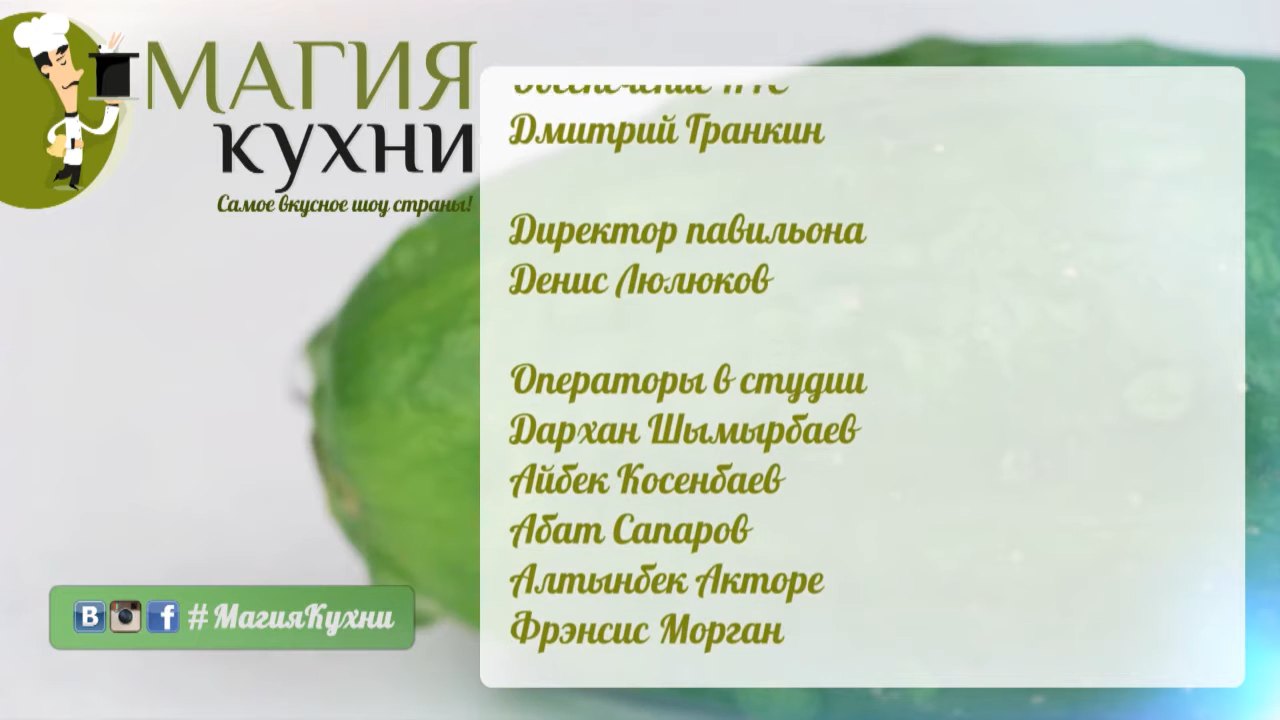 МАГИЯ
кухни
Самое вкусное шоу страны!
Дмитрий Гранкин
Директор павильона
Денис Люлюков
Операторы в студии
Дархан Шымырбаев
Айбек Косенбаев
Абат Сапаров
Алтынбек Акторе
Фрэнсис Морган
#МагияКухни